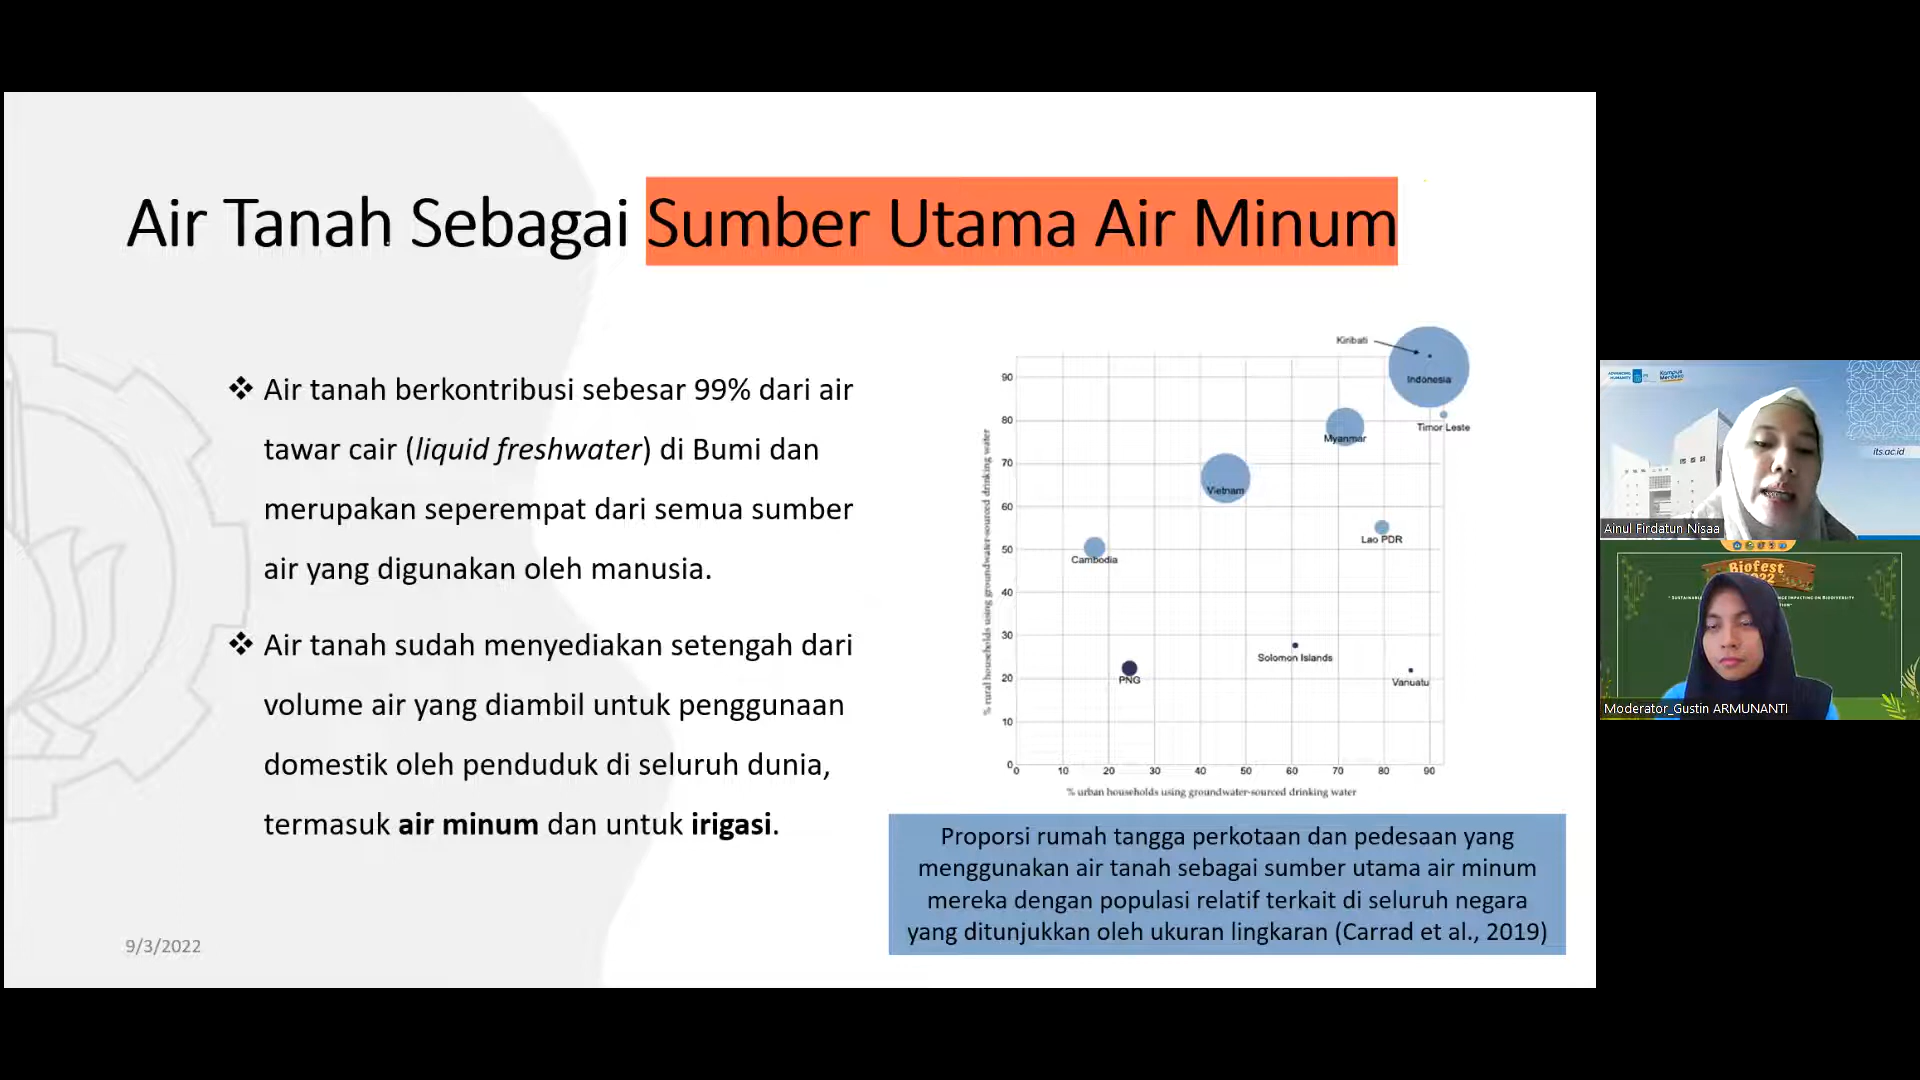 Air Tanah Sebagai Sumber Utama Air Minum
❖ Air tanah berkontribusi sebesar 99% dari air
tawar cair (liquid freshwater) di Bumi dan
merupakan seperempat dari semua sumber
air yang digunakan oleh manusia.
❖ Air tanah sudah menyediakan setengah dari
volume air yang diambil untuk penggunaan
domestik oleh penduduk di seluruh dunia,
termasuk air minum dan untuk irigasi.
9/3/2022
% rural households using groundwater-sourced drinking water
90
80
70
60
50
40
30
20
10
0
Kiribati
Indonesia
Timor Leste
Myanmar
Vietnam
Lao PDR
Cambodia
Solomon Islands
PNG
Vanuatu
0 10 20 30 40 50 60 70 80 90
% urban households using groundwater-sourced drinking water
Proporsi rumah tangga perkotaan dan pedesaan yang
menggunakan air tanah sebagai sumber utama air minum
mereka dengan populasi relatif terkait di seluruh negara
yang ditunjukkan oleh ukuran lingkaran (Carrad et al., 2019)
ADVANCING
HUMANITY
Kampus
Merdeka
its.ac.id
Ainul Firdatun Nisaa
Biofest
Impacting on Biodiversity
Moderator_Gustin ARMUNANTI